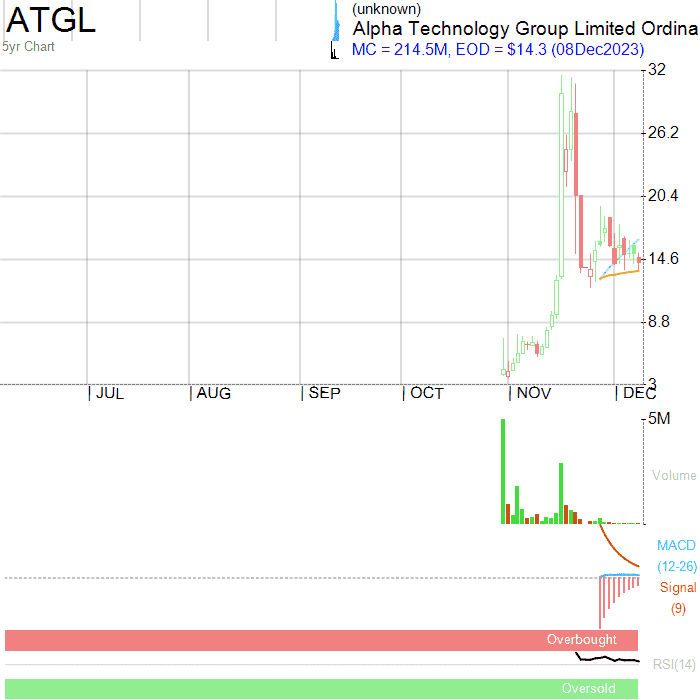 ATGL
(unknown)
Alpha Technology Group Limited Ordina
5yr Chart
MC = 214.5M, EOD = $14.3 (08Dec2023)
32
26.2
20.4
14.6
8.8
3
JUL AUG SEP OCT NOV DEC
5M
Volume
MACD
(12-26)
Signal
(9)
Overbought
RSI(14)
Oversold